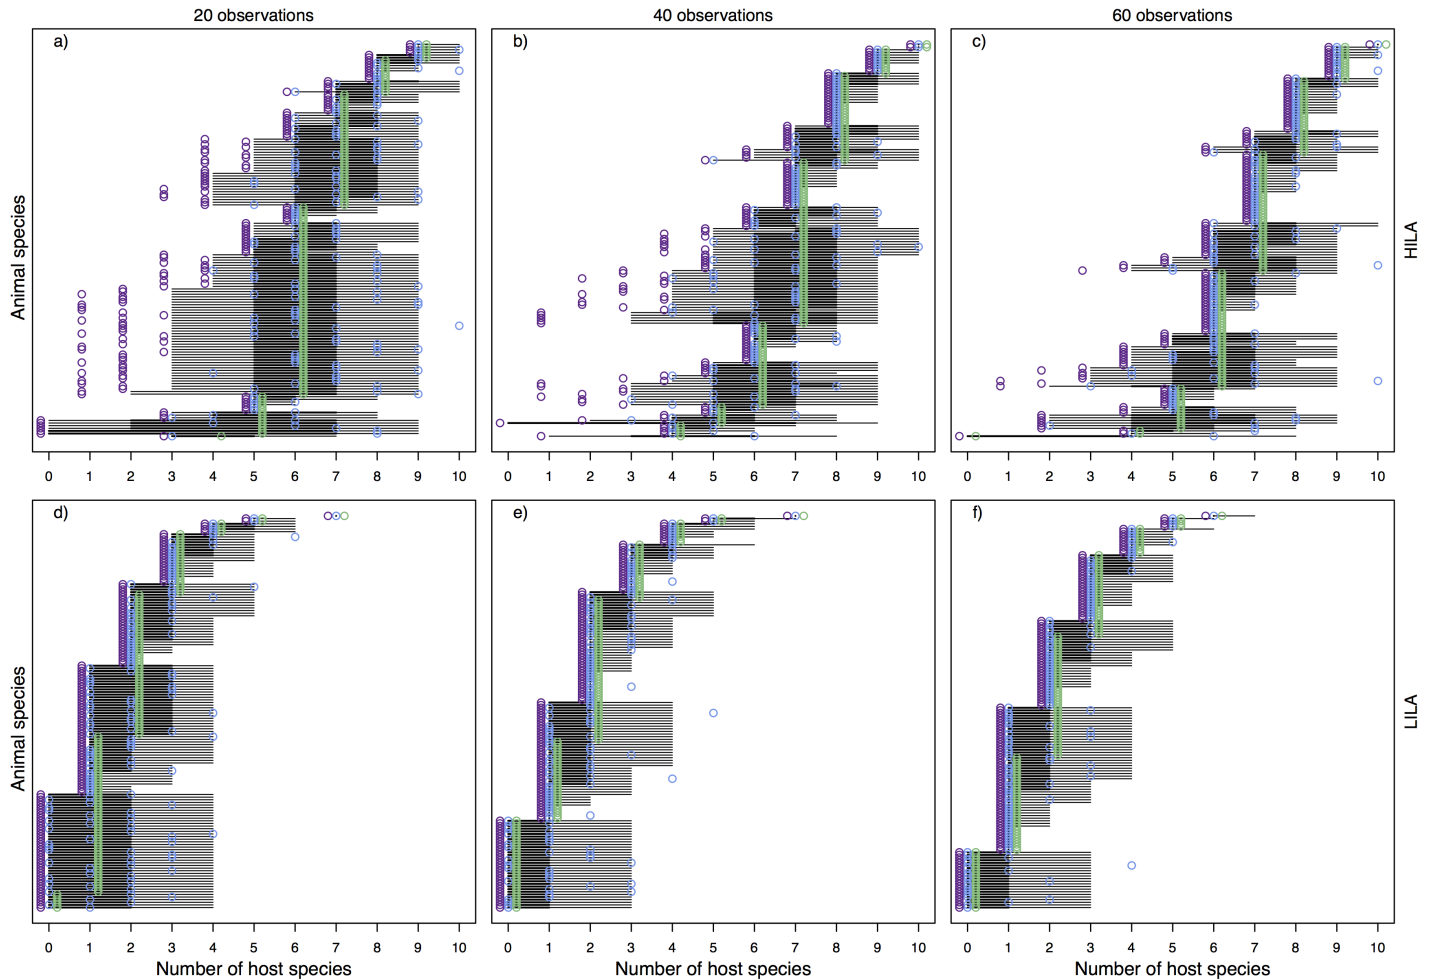 20 observations
40 observations
60 observations
a)
b)
c)
Animal species
HILA
0 1 2 3 4 5 6 7 8 9 10
0 1 2 3 4 5 6 7 8 9 10
0 1 2 3 4 5 6 7 8 9 10
d)
e)
f)
Animal species
LILA
0 1 2 3 4 5 6 7 8 9 10
0 1 2 3 4 5 6 7 8 9 10
0 1 2 3 4 5 6 7 8 9 10
Number of host species
Number of host species
Number of host species